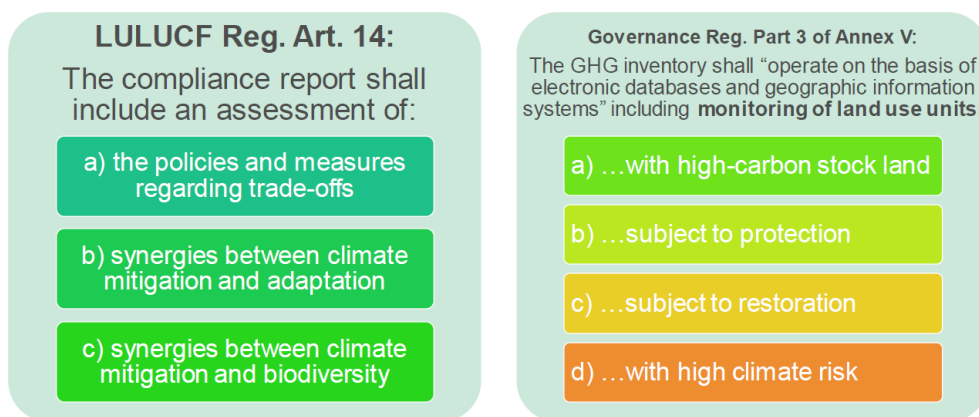 LULUCF Reg. Art. 14:
The compliance report shall
include an assessment of:
a) the policies and measures
regarding trade-offs
b) synergies between climate
mitigation and adaptation
c) synergies between climate
mitigation and biodiversity
Governance Reg. Part 3 of Annex V:
The GHG inventory shall “operate on the basis of
electronic databases and geographic information
systems” including monitoring of land use units
a) …with high-carbon stock land
b) …subject to protection
c) …subject to restoration
d) …with high climate risk